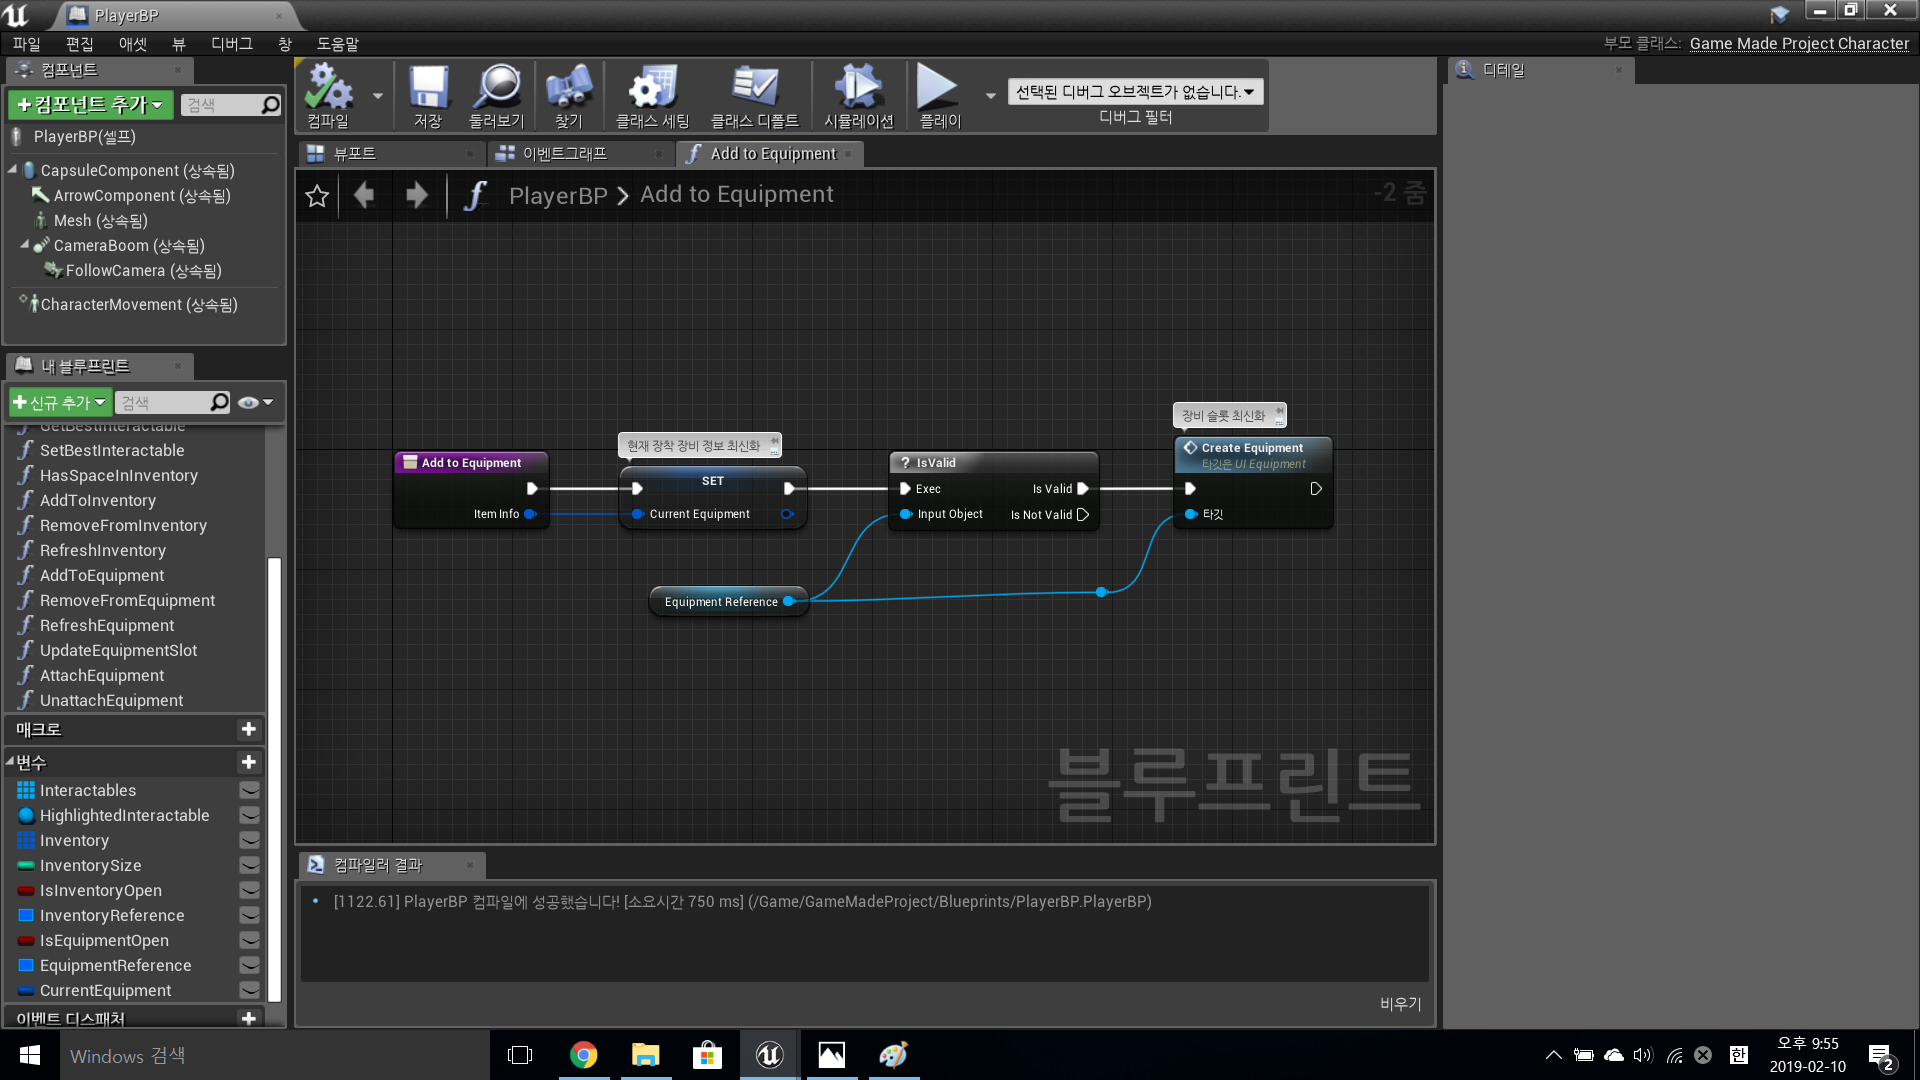 PlayerBP
파일 편집 애셋 뷰 디버그 창 도움말
부모 클래스: Game Made Project Character
컴포넌트
+컴포넌트 추가
검색
PlayerBP(셀프)
CapsuleComponent (상속됨)
ArrowComponent (상속됨)
Mesh (상속됨)
CameraBoom (상속됨)
FollowCamera (상속됨)
CharacterMovement (상속됨)
내 블루프린트
+신규 추가
검색
GetBestInteractable
SetBestInteractable
HasSpaceInInventory
AddToInventory
RemoveFromInventory
RefreshInventory
AddToEquipment
RemoveFromEquipment
RefreshEquipment
UpdateEquipmentSlot
AttachEquipment
UnattachEquipment
매크로
변수
Interactables
HighlightedInteractable
Inventory
InventorySize
IsInventoryOpen
InventoryReference
IsEquipmentOpen
EquipmentReference
CurrentEquipment
이벤트 디스패처
컴파일 저장 둘러보기 찾기 클래스 세팅 클래스 디폴트 시뮬레이션 플레이
선택된 디버그 오브젝트가 없습니다.
디버그 필터
뷰포트
이벤트그래프
Add to Equipment
PlayerBP > Add to Equipment
-2 줌
Add to Equipment
Item Info
현재 장착 장비 정보 최신화
SET
Current Equipment
? IsValid
Exec
Is Valid
Input Object
Is Not Valid
장비 슬롯 최신화
Create Equipment
타깃은 UI Equipment
타깃
Equipment Reference
블루프린트
컴파일러 결과
[1122.61] PlayerBP 컴파일에 성공했습니다! [소요시간 750 ms] (/Game/GameMadeProject/Blueprints/PlayerBP.PlayerBP)
비우기
디테일
Windows 검색
한
오후 9:55
2019-02-10
2